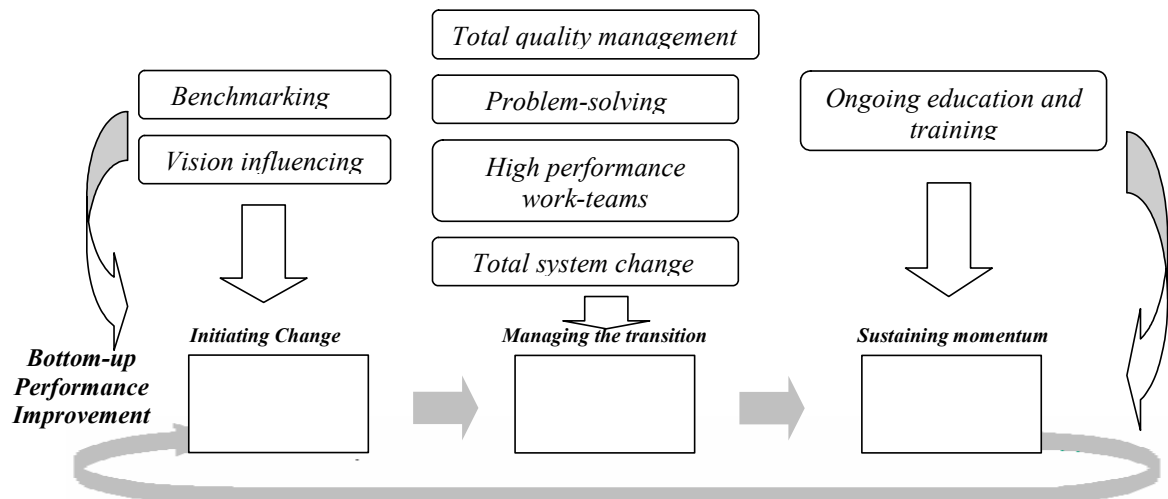 Total quality management
Benchmarking
Vision influencing
Problem-solving
High performance
work-teams
Total system change
Ongoing education and
training
Initiating Change
Managing the transition
Sustaining momentum
Bottom-up
Performance
Improvement